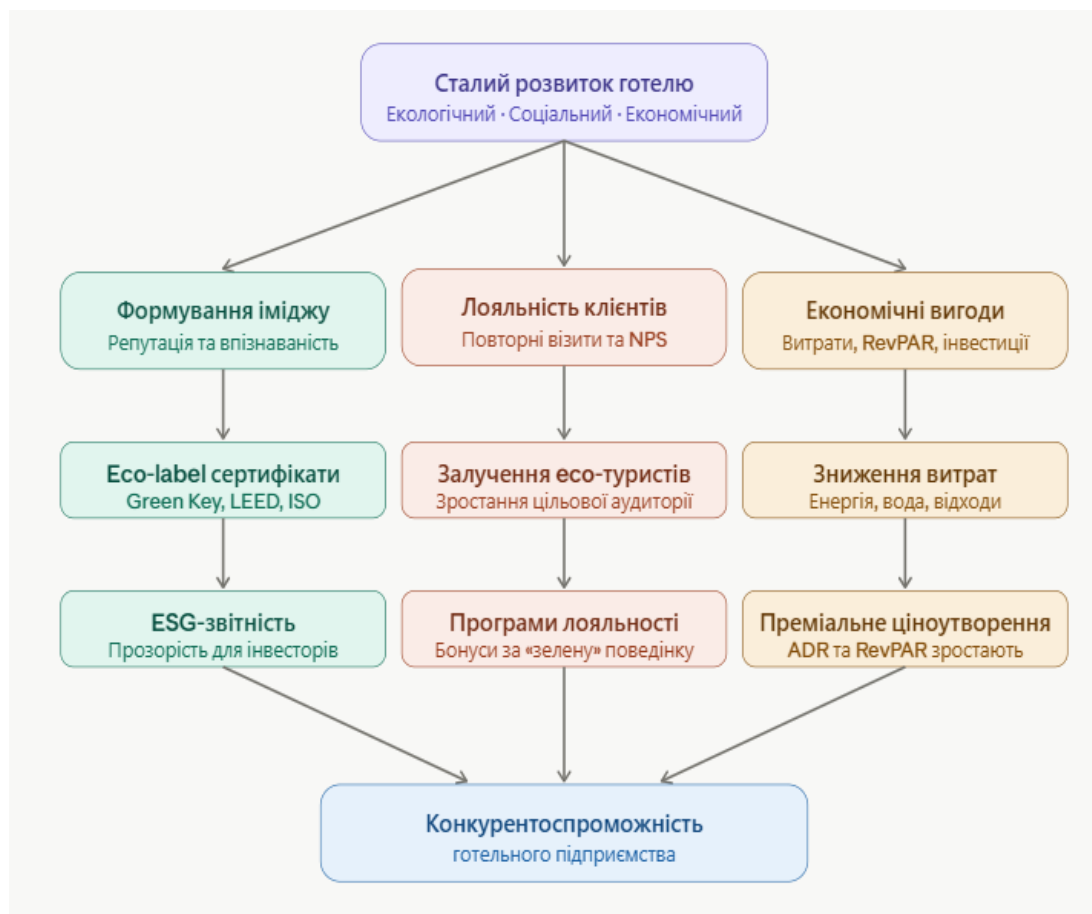 Сталий розвиток готелю
Екологічний · Соціальний · Економічний
Формування іміджу
Репутація та впізнаваність
Лояльність клієнтів
Повторні візити та NPS
Економічні вигоди
Витрати, RevPAR, інвестиції
Eco-label сертифікати
Green Key, LEED, ISO
Залучення eco-туристів
Зростання цільової аудиторії
Зниження витрат
Енергія, вода, відходи
ESG-звітність
Прозорість для інвесторів
Програми лояльності
Бонуси за «зелену» поведінку
Преміальне ціноутворення
ADR та RevPAR зростають
Конкурентоспроможність
готельного підприємства